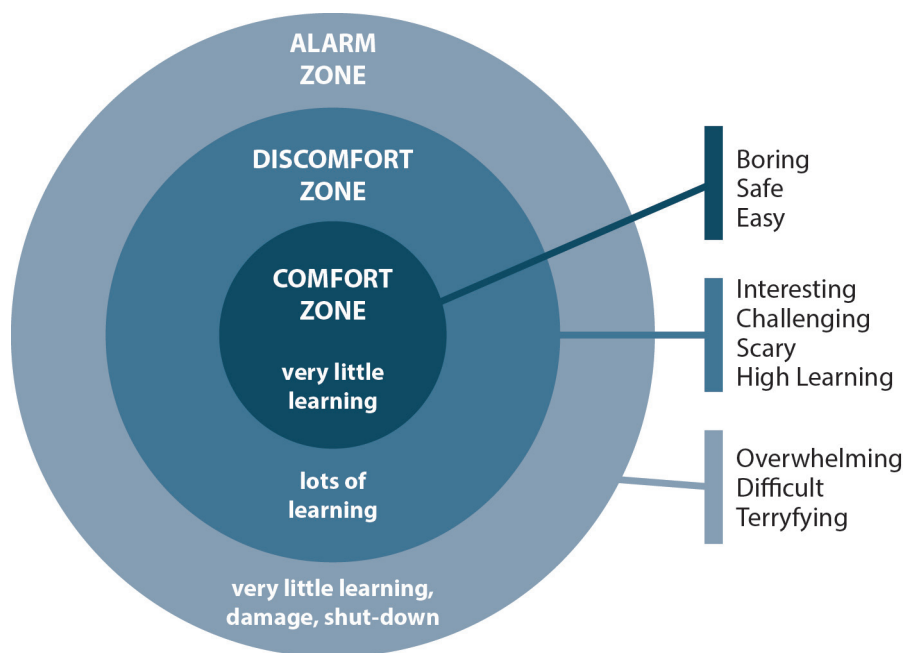 ALARM
ZONE
DISCOMFORT
ZONE
COMFORT
ZONE
very little
learning
lots of
learning
very little learning,
damage, shut-down
Boring
Safe
Easy
Interesting
Challenging
Scary
High Learning
Overwhelming
Difficult
Terryfying